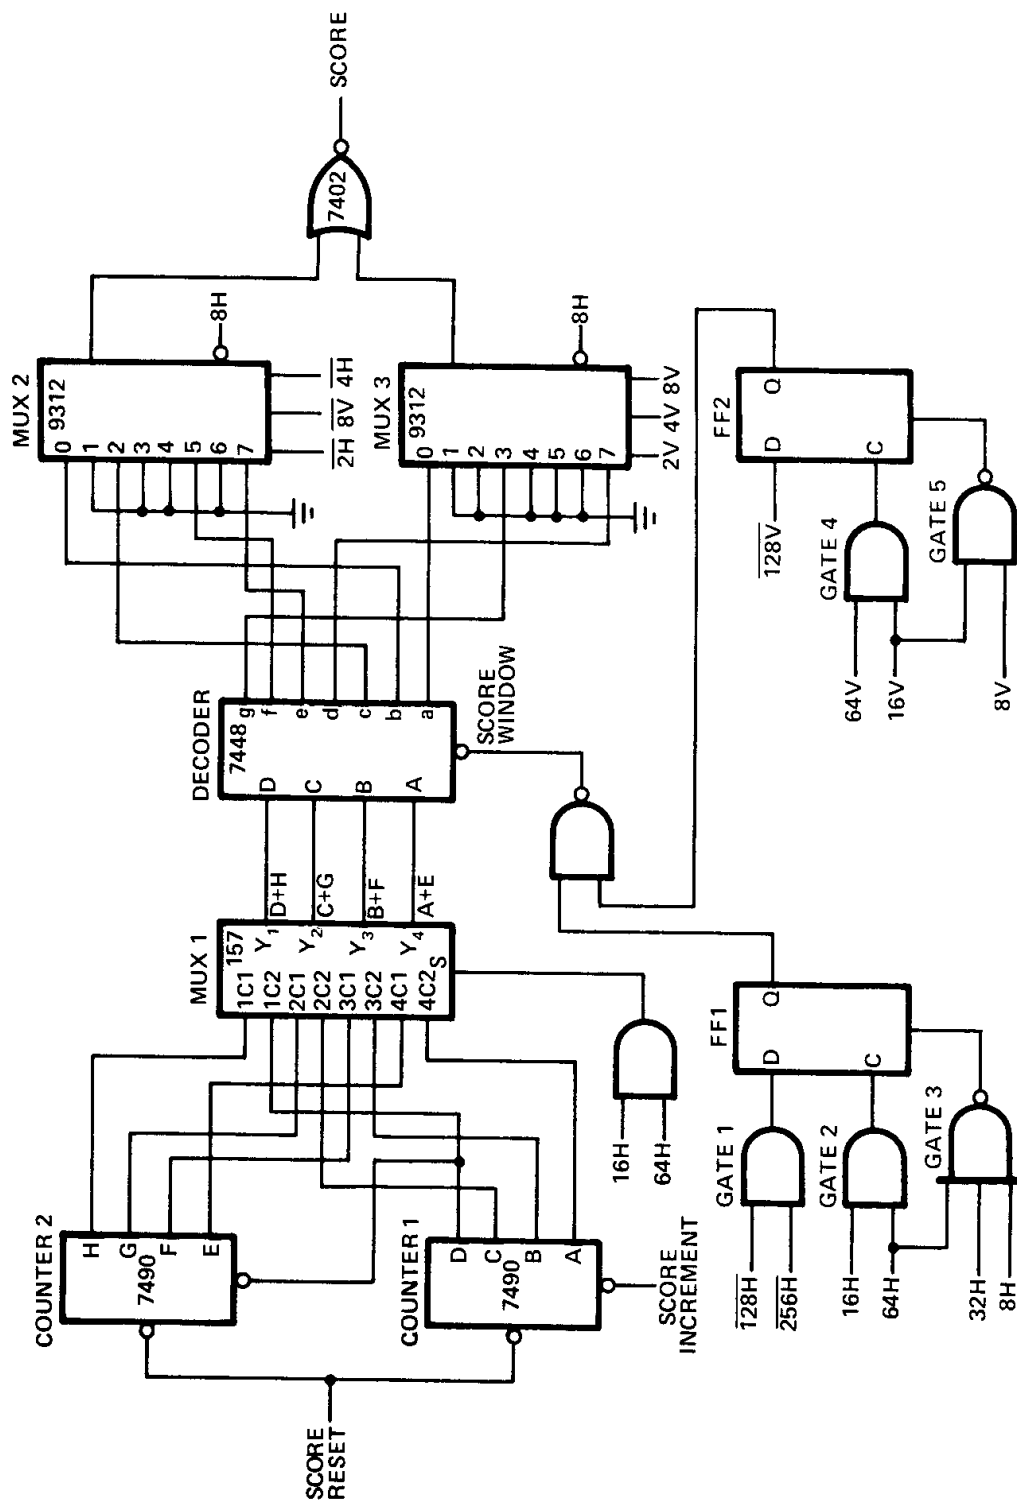 SCORE
RESET
COUNTER 2
7490
H
G
F
E
COUNTER 1
7490
D
C
B
A
SCORE
INCREMENT
MUX 1
157
1C1
1C2
2C1
2C2
3C1
3C2
4C1
4C2
S
Y1
Y2
Y3
Y4
D+H
C+G
B+F
A+E
16H
64H
DECODER
7448
D
C
B
A
g
f
e
d
c
b
a
SCORE
WINDOW
MUX 2
9312
0
1
2
3
4
5
6
7
2H 8V 4H
8H
MUX 3
9312
0
1
2
3
4
5
6
7
2V 4V 8V
8H
7402
SCORE
GATE 1
128H
256H
GATE 2
16H
64H
GATE 3
32H
8H
FF1
D
Q
C
FF2
D
Q
C
128V
GATE 4
64V
16V
GATE 5
8V